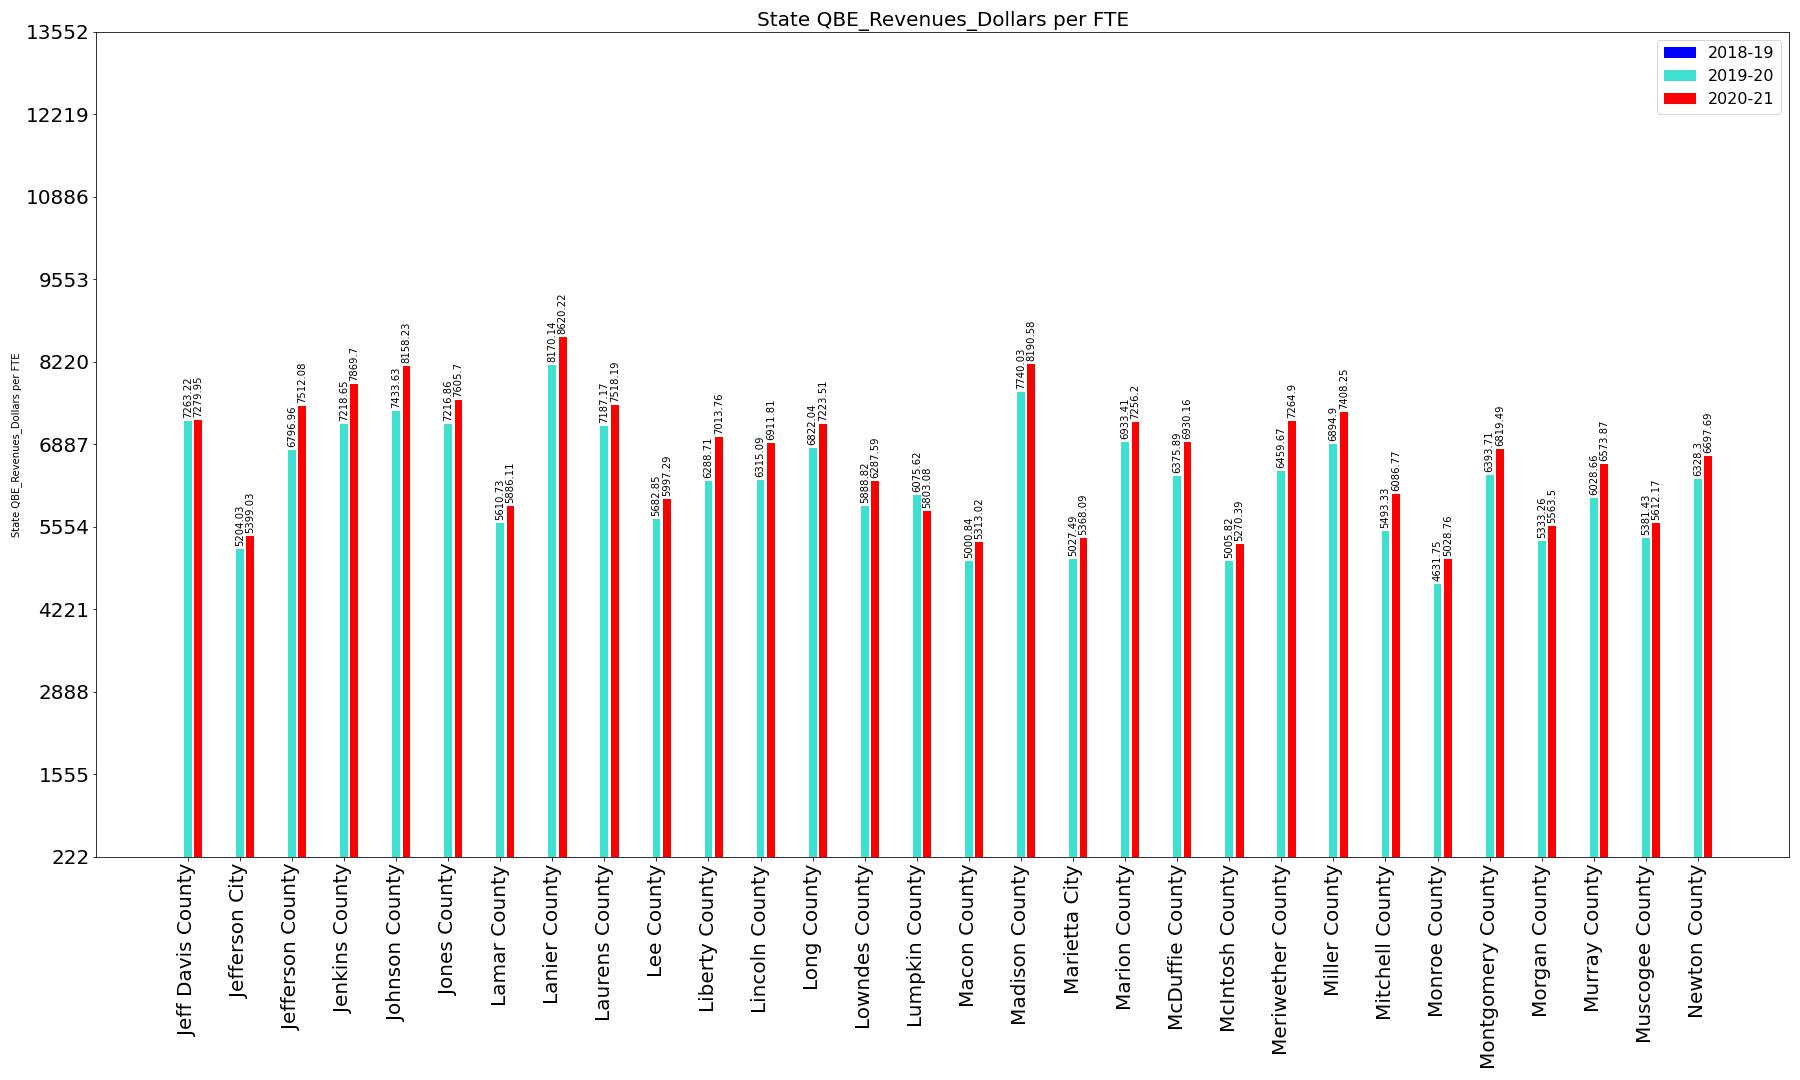 State QBE_Revenues_Dollars per FTE
2018-19
2019-20
2020-21
State QBE_Revenues_Dollars per FTE
13552
12219
10886
9553
8220
6887
5554
4221
2888
1555
222
7263.22
7279.95
5204.03
5399.03
6796.96
7512.08
7218.65
7869.7
7433.63
8158.23
7216.86
7605.7
5610.73
5886.11
8170.14
8620.22
7187.17
7518.19
5682.85
5997.29
6288.71
7013.76
6315.09
6911.81
6822.04
7223.51
5888.82
6287.59
6075.62
5803.08
5000.84
5313.02
7740.03
8190.58
5027.49
5368.09
6933.41
7256.2
6375.89
6930.16
5005.82
5270.39
6459.67
7264.9
6894.9
7408.25
5493.33
6086.77
4631.75
5028.76
6393.71
6819.49
5333.26
5563.5
6028.66
6573.87
5381.43
5612.17
6328.3
6697.69
Jeff Davis County
Jefferson City
Jefferson County
Jenkins County
Johnson County
Jones County
Lamar County
Lanier County
Laurens County
Lee County
Liberty County
Lincoln County
Long County
Lowndes County
Lumpkin County
Macon County
Madison County
Marietta City
Marion County
McDuffie County
McIntosh County
Meriwether County
Miller County
Mitchell County
Monroe County
Montgomery County
Morgan County
Murray County
Muscogee County
Newton County